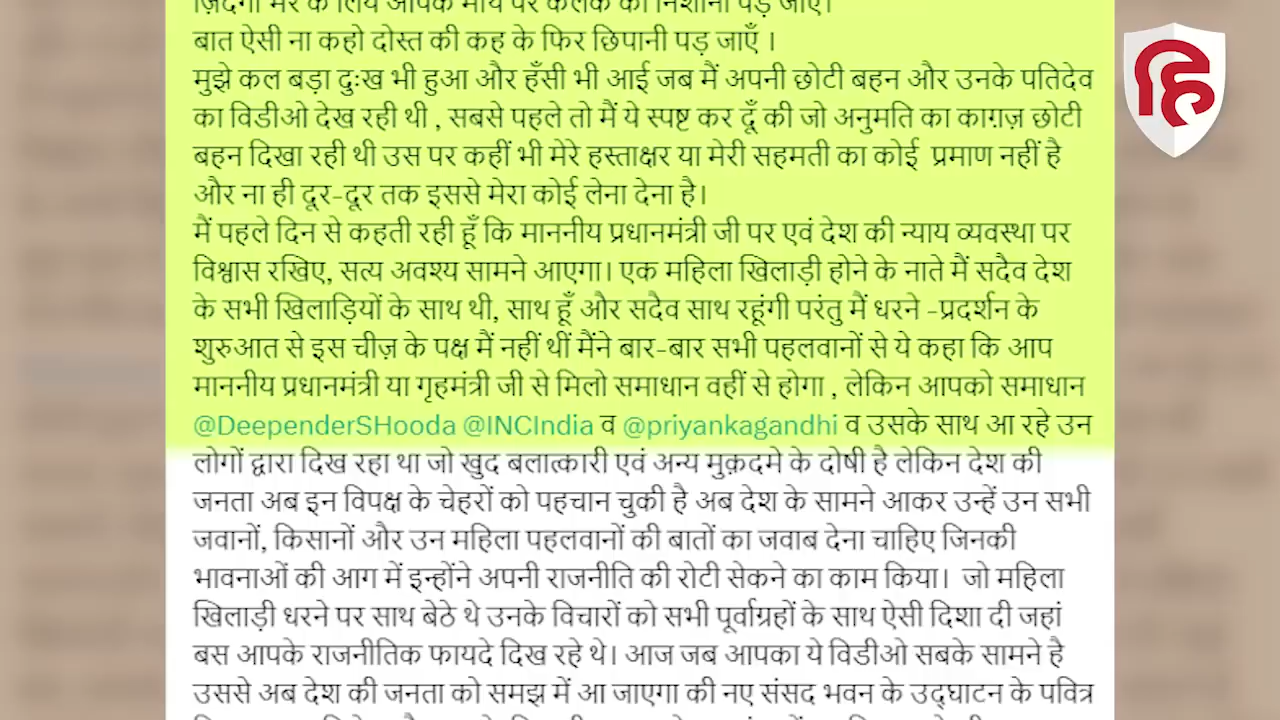 ज़िंदगी भर के लिये आपके माथे पर कलंक की निशानी पड़ जाए।
बात ऐसी ना कहो दोस्त की कह के फिर छिपानी पड़ जाएँ ।
मुझे कल बड़ा दुःख भी हुआ और हँसी भी आई जब मैं अपनी छोटी बहन और उनके पतिदेव
का विडीओ देख रही थी , सबसे पहले तो मैं ये स्पष्ट कर दूँ की जो अनुमति का काग़ज़ छोटी
बहन दिखा रही थी उस पर कहीं भी मेरे हस्ताक्षर या मेरी सहमती का कोई प्रमाण नहीं है
और ना ही दूर-दूर तक इससे मेरा कोई लेना देना है।
मैं पहले दिन से कहती रही हूँ कि माननीय प्रधानमंत्री जी पर एवं देश की न्याय व्यवस्था पर
विश्वास रखिए, सत्य अवश्य सामने आएगा। एक महिला खिलाड़ी होने के नाते मैं सदैव देश
के सभी खिलाड़ियों के साथ थी, साथ हूँ और सदैव साथ रहूंगी परंतु मैं धरने -प्रदर्शन के
शुरुआत से इस चीज़ के पक्ष मैं नहीं थीं मैंने बार-बार सभी पहलवानों से ये कहा कि आप
माननीय प्रधानमंत्री या गृहमंत्री जी से मिलो समाधान वहीं से होगा , लेकिन आपको समाधान
@DeependerSHooda @INCIndia व @priyankagandhi व उसके साथ आ रहे उन
लोगों द्वारा दिख रहा था जो खुद बलात्कारी एवं अन्य मुक़दमे के दोषी है लेकिन देश की
जनता अब इन विपक्ष के चेहरों को पहचान चुकी है अब देश के सामने आकर उन्हें उन सभी
जवानों, किसानों और उन महिला पहलवानों की बातों का जवाब देना चाहिए जिनकी
भावनाओं की आग में इन्होंने अपनी राजनीति की रोटी सेकने का काम किया। जो महिला
खिलाड़ी धरने पर साथ बेठे थे उनके विचारों को सभी पूर्वाग्रहों के साथ ऐसी दिशा दी जहां
बस आपके राजनीतिक फायदे दिख रहे थे। आज जब आपका ये विडीओ सबके सामने है
उससे अब देश की जनता को समझ में आ जाएगा की नए संसद भवन के उद्घाटन के पवित्र
हि